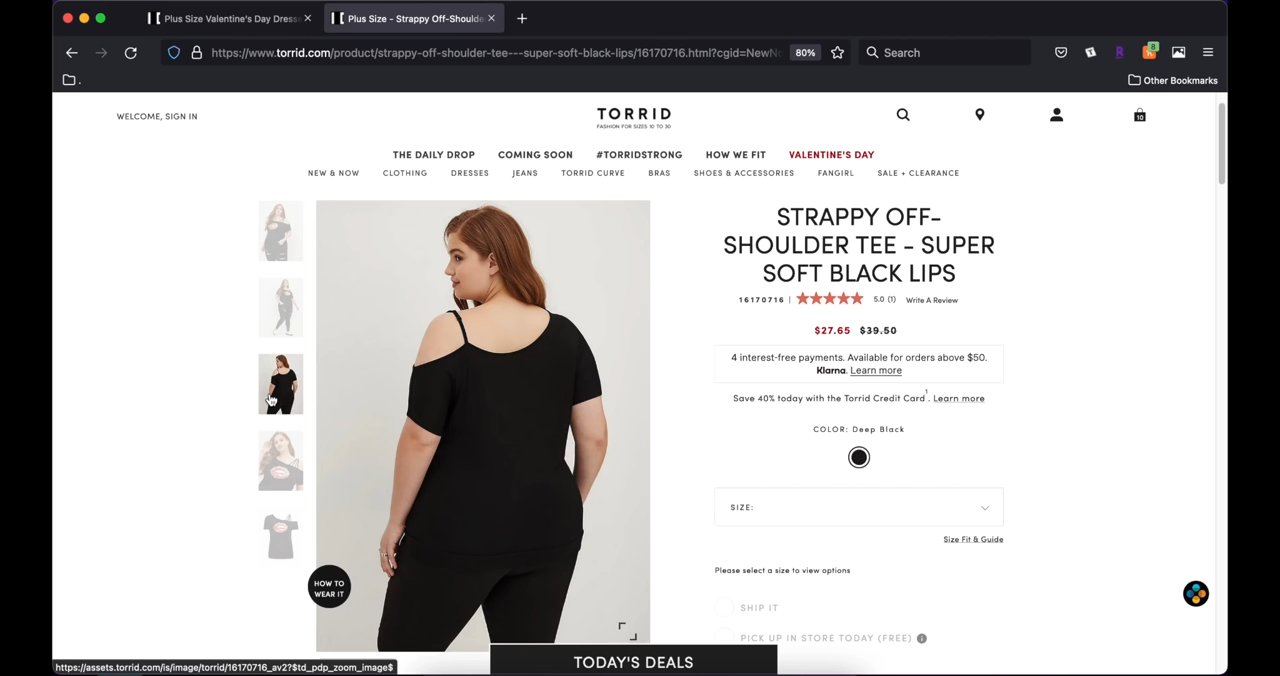 Plus Size Valentine's Day Dresse
Plus Size - Strappy Off-Shoulde
https://www.torrid.com/product/strappy-off-shoulder-tee---super-soft-black-lips/16170716.html?cgid=NewNo
80%
Search
8
Other Bookmarks
WELCOME, SIGN IN
TORRID
FASHION FOR SIZES 10 TO 30
10
THE DAILY DROP COMING SOON #TORRIDSTRONG HOW WE FIT VALENTINE'S DAY
NEW & NOW CLOTHING DRESSES JEANS TORRID CURVE BRAS SHOES & ACCESSORIES FANGIRL SALE + CLEARANCE
STRAPPY OFF-
SHOULDER TEE - SUPER
SOFT BLACK LIPS
16170716 | 5.0 (1) Write A Review
$27.65 $39.50
4 interest-free payments. Available for orders above $50.
Klarna. Learn more
Save 40% today with the Torrid Credit Card1. Learn more
COLOR: Deep Black
SIZE:
Size Fit & Guide
Please select a size to view options
SHIP IT
PICK UP IN STORE TODAY (FREE) i
HOW TO
WEAR IT
TODAY'S DEALS
https://assets.torrid.com/is/image/torrid/16170716_av2?$td_pdp_zoom_image$